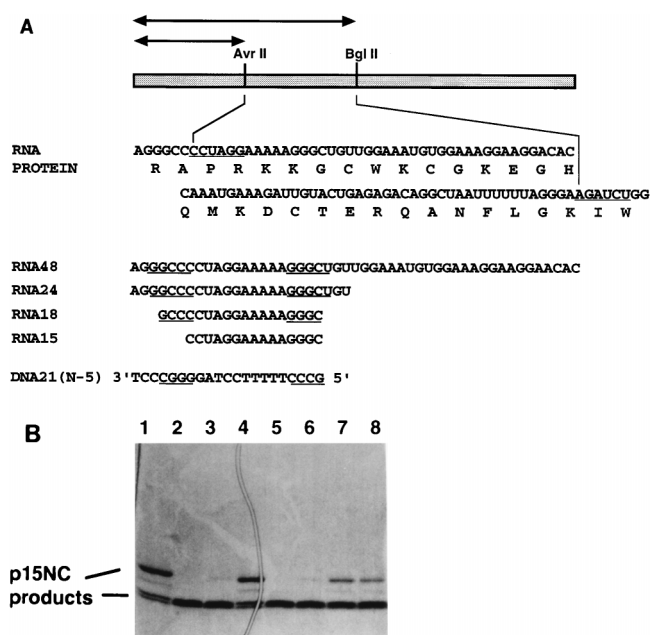 A
Avr II Bgl II
RNA AGGGCCCCUAGGAAAAAGGGCUGUUGGAAAUGUGGAAAGGAAGGACAC
PROTEIN R A P R K K G C W K C G K E G H
CAAAUGAAAGAUUGUACUGAGAGACAGGCUAAUUUUUUAGGGAAGAUCUGG
Q M K D C T E R Q A N F L G K I W
RNA48 AGGGCCCCUAGGAAAAAGGGCUGUUGGAAAUGUGGAAAGGAAGGAACAC
RNA24 AGGGCCCCUAGGAAAAAGGGCUGU
RNA18 GCCCCUAGGAAAAAGGGC
RNA15 CCUAGGAAAAAGGGC
DNA21(N-5) 3'TCCCGGGGATCCTTTTTCCCG 5'
B
1 2 3 4 5 6 7 8
p15NC
products